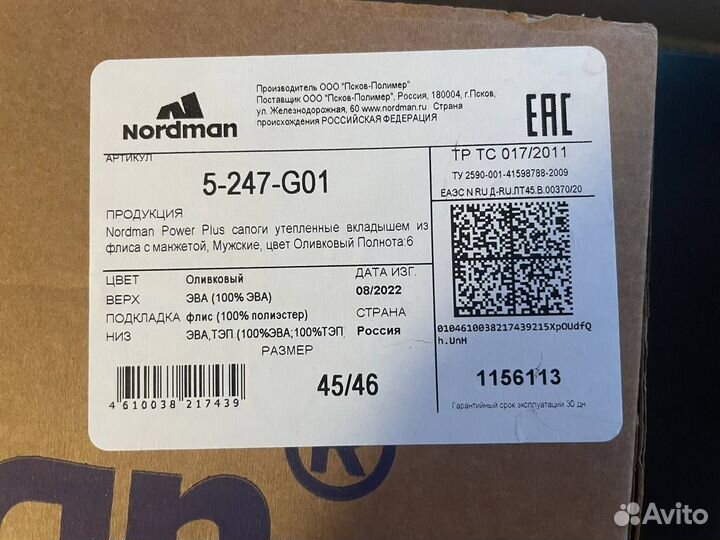 Nordman
Производитель ООО "Псков-Полимер"
Поставщик ООО "Псков-Полимер", Россия, 180004, г.Псков,
ул. Железнодорожная, 60 www.nordman.ru Страна
происхождения РОССИЙСКАЯ ФЕДЕРАЦИЯ
EAC
АРТИКУЛ
5-247-G01
ТР ТС 017/2011
ТУ 2590-001-41598788-2009
ЕАЭС N RU Д-RU.ЛТ45.В.00370/20
ПРОДУКЦИЯ
Nordman Power Plus сапоги утепленные вкладышем из
флиса с манжетой, Мужские, цвет Оливковый Полнота:6
ЦВЕТ Оливковый ДАТА ИЗГ.
ВЕРХ ЭВА (100% ЭВА) 08/2022
ПОДКЛАДКА флис (100% полиэстер) СТРАНА
НИЗ ЭВА,ТЭП (100%ЭВА;100%ТЭП) Россия
РАЗМЕР
45/46
4 610038 217439
0104610038217439215XpOUdfQ
h.UnH
1156113
Гарантийный срок эксплуатации 30 дн
an®
Avito